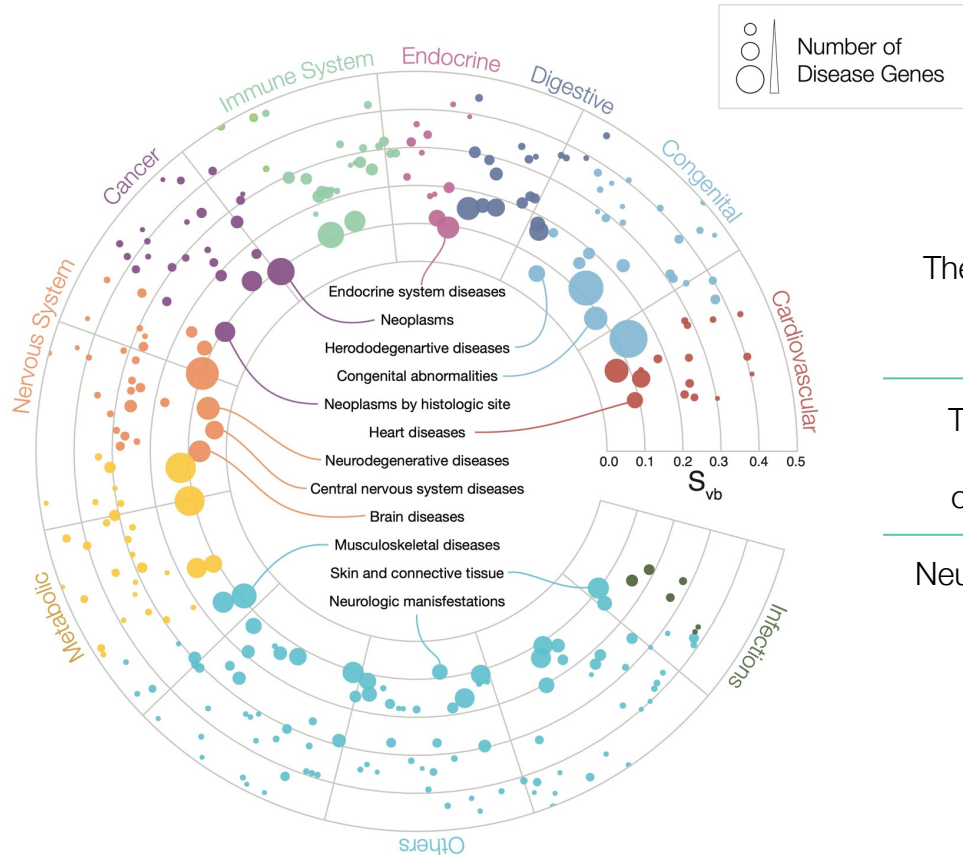 Number of
Disease Genes
Immune System
Endocrine
Digestive
Cancer
Congenital
Nervous System
Cardiovascular
Metabolic
Others
Infections
Endocrine system diseases
Neoplasms
Herododegenartive diseases
Congenital abnormalities
Neoplasms by histologic site
Heart diseases
Neurodegenerative diseases
Central nervous system diseases
Brain diseases
Musculoskeletal diseases
Skin and connective tissue
Neurologic manisfestations
0.0 0.1 0.2 0.3 0.4 0.5
Svb
The
T
c
Neu